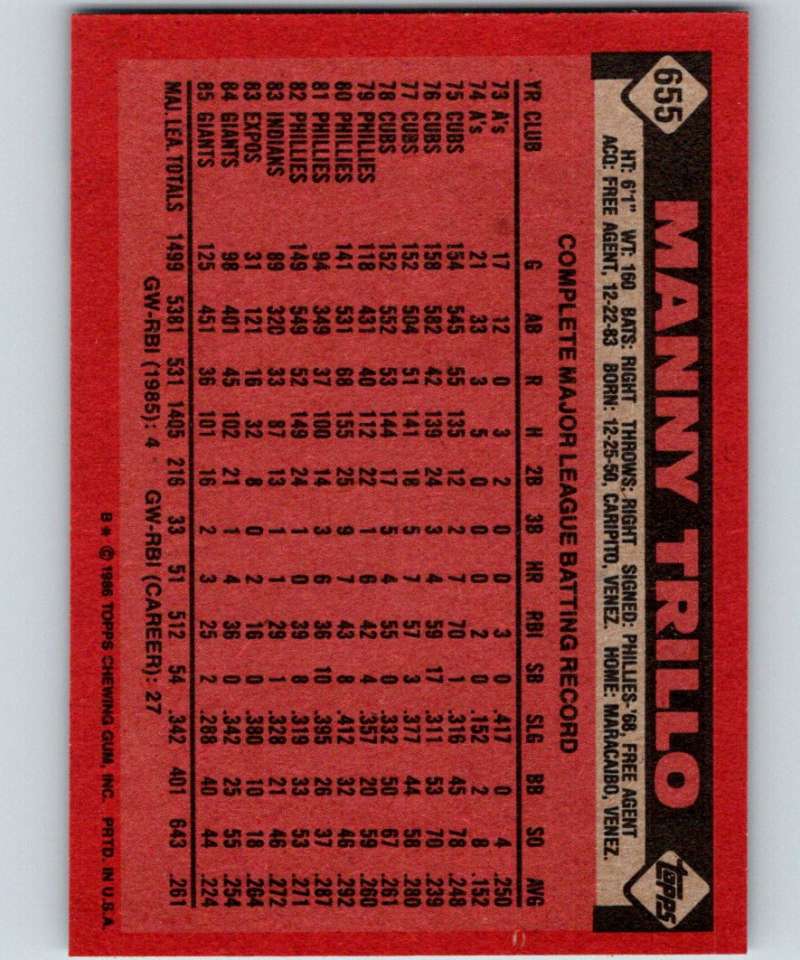 655
MANNY TRILLO
TOPPS
HT: 6'1" WT: 160 BATS: RIGHT THROWS: RIGHT SIGNED: PHILLIES-'68, FREE AGENT
ACQ: FREE AGENT, 12-22-83 BORN: 12-25-50, CARIPITO, VENEZ. HOME: MARACAIBO, VENEZ.
COMPLETE MAJOR LEAGUE BATTING RECORD
YR CLUB G AB R H 2B 3B HR RBI SB SLG BB SO AVG
73 A's 17 12 0 3 2 0 0 3 0 .417 0 4 .250
74 A's 21 33 3 5 0 0 0 2 0 .152 2 8 .152
75 CUBS 154 545 55 135 12 2 7 70 1 .316 45 78 .248
76 CUBS 158 582 42 139 24 3 4 59 17 .311 53 70 .239
77 CUBS 152 504 51 141 18 5 7 57 3 .377 44 58 .280
78 CUBS 152 552 53 144 17 5 4 55 0 .332 50 67 .261
79 PHILLIES 118 431 40 112 22 1 6 42 4 .357 20 59 .260
80 PHILLIES 141 531 68 155 25 9 7 43 8 .412 32 46 .292
81 PHILLIES 94 349 37 100 14 3 6 36 10 .395 26 37 .287
82 PHILLIES 149 549 52 149 24 1 0 39 8 .319 33 53 .271
83 INDIANS 89 320 33 87 13 1 1 29 1 .328 21 46 .272
83 EXPOS 31 121 16 32 8 0 2 16 0 .380 10 18 .264
84 GIANTS 98 401 45 102 21 1 4 36 0 .342 25 55 .254
85 GIANTS 125 451 36 101 16 2 3 25 2 .288 40 44 .224
MAJ. LEA. TOTALS 1499 5381 531 1405 216 33 51 512 54 .342 401 643 .261
GW-RBI (1985): 4 GW-RBI (CAREER): 27
B* © 1986 TOPPS CHEWING GUM, INC. PRTD. IN U.S.A.